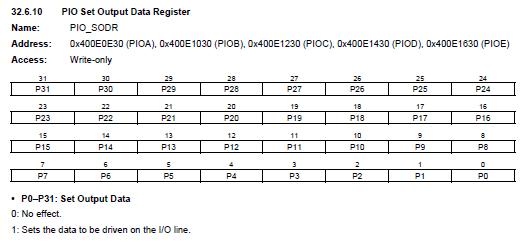 32.6.10 PIO Set Output Data Register
Name: PIO_SODR
Address: 0x400E0E30 (PIOA), 0x400E1030 (PIOB), 0x400E1230 (PIOC), 0x400E1430 (PIOD), 0x400E1630 (PIOE)
Access: Write-only
31 30 29 28 27 26 25 24
P31 P30 P29 P28 P27 P26 P25 P24
23 22 21 20 19 18 17 16
P23 P22 P21 P20 P19 P18 P17 P16
15 14 13 12 11 10 9 8
P15 P14 P13 P12 P11 P10 P9 P8
7 6 5 4 3 2 1 0
P7 P6 P5 P4 P3 P2 P1 P0
• P0–P31: Set Output Data
0: No effect.
1: Sets the data to be driven on the I/O line.